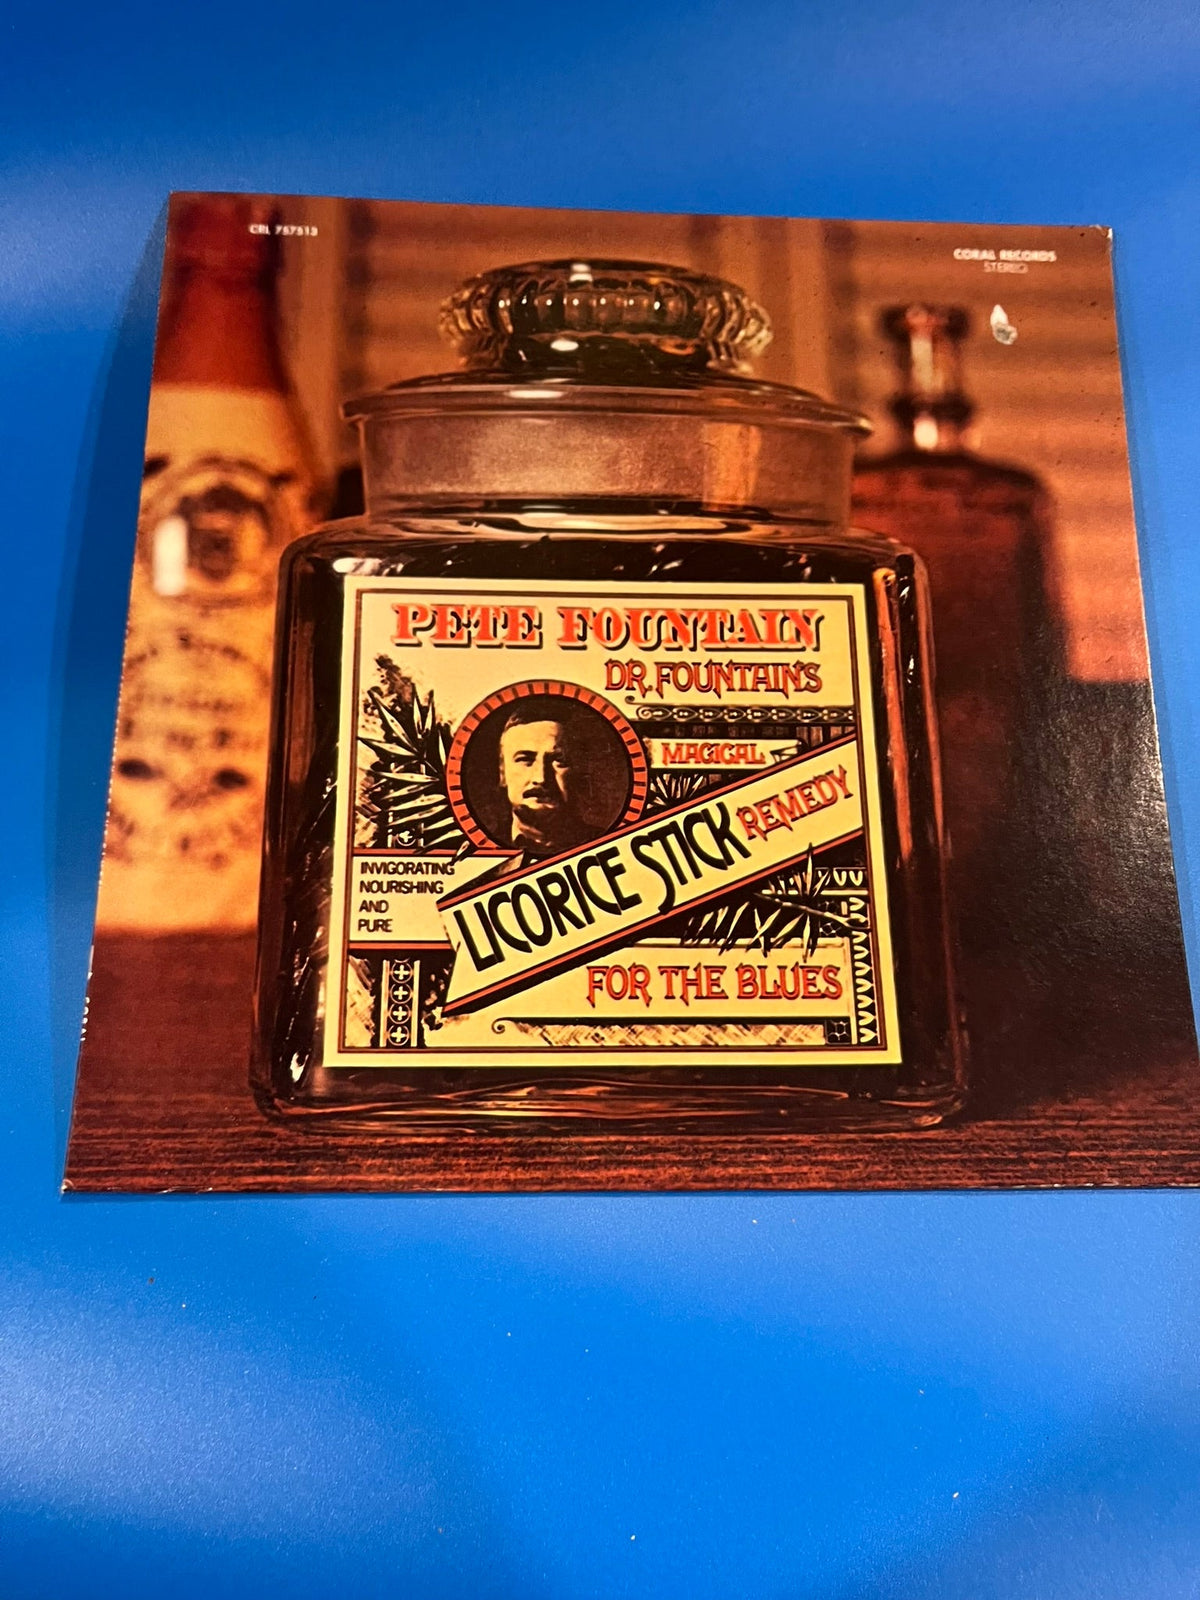 CRL 757513
CORAL RECORDS
STEREO
PETE FOUNTAIN
DR. FOUNTAIN'S
MAGICAL
LICORICE STICK REMEDY
INVIGORATING
NOURISHING
AND
PURE
FOR THE BLUES